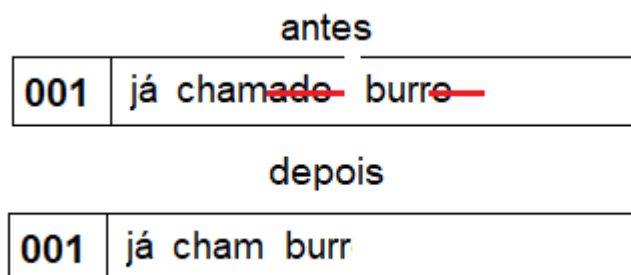 antes
001 já chamado burro
depois
001 já cham burr